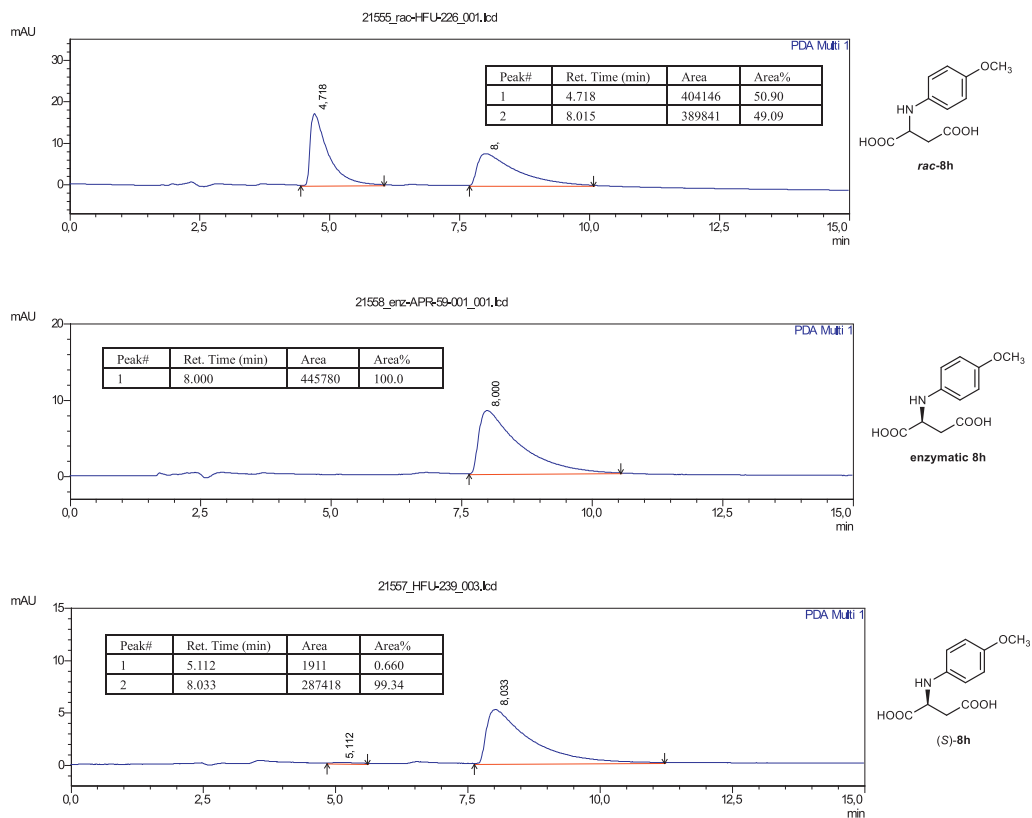 21555_rac-HFU-226_001.lcd
mAU
PDA Multi 1
30
20
10
0
4,718
8,
Peak# Ret. Time (min) Area Area%
1 4.718 404146 50.90
2 8.015 389841 49.09
0,0 2,5 5,0 7,5 10,0 12,5 15,0
min
OCH3
HN
HOOC COOH
rac-8h
21558_enz-APR-59-001_001.lcd
mAU
PDA Multi 1
20
10
0
Peak# Ret. Time (min) Area Area%
1 8.000 445780 100.0
8,000
0,0 2,5 5,0 7,5 10,0 12,5 15,0
min
OCH3
HN
HOOC COOH
enzymatic 8h
21557_HFU-239_003.lcd
mAU
PDA Multi 1
15
10
5
0
Peak# Ret. Time (min) Area Area%
1 5.112 1911 0.660
2 8.033 287418 99.34
5,112
8,033
0,0 2,5 5,0 7,5 10,0 12,5 15,0
min
OCH3
HN
HOOC COOH
(S)-8h